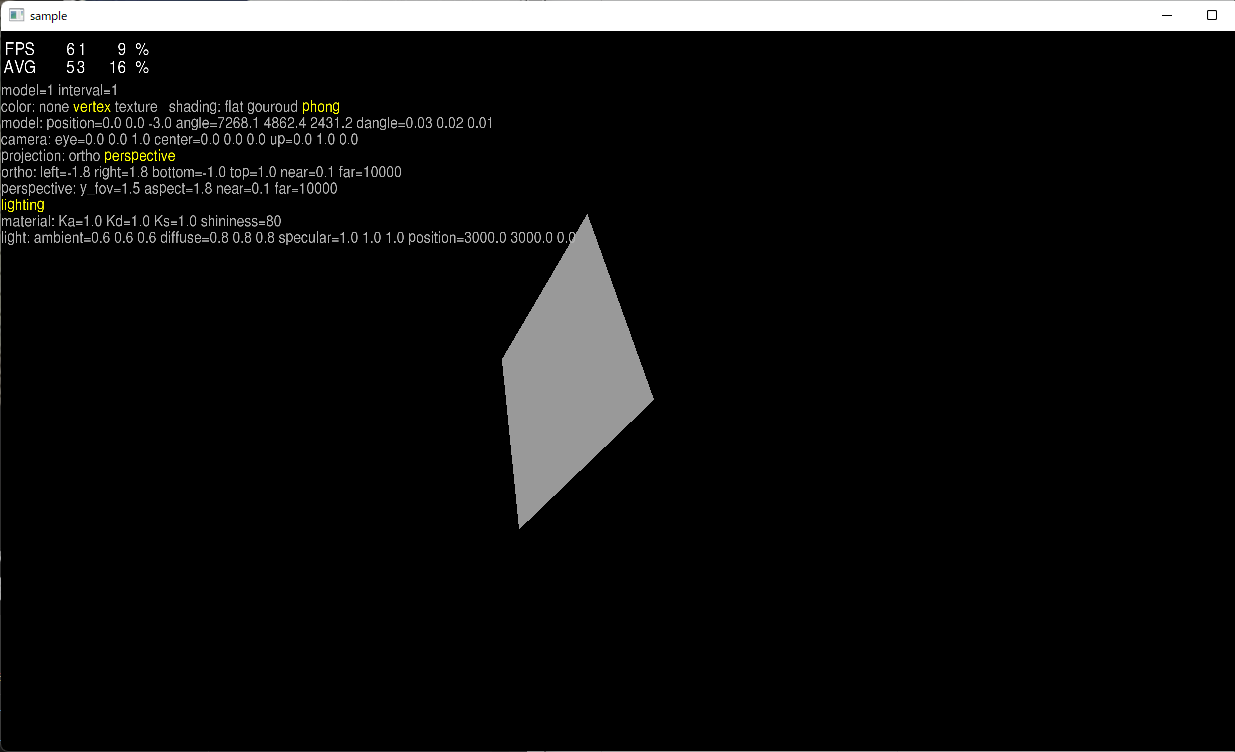 sample
FPS 61 9 %
AVG 53 16 %
model=1 interval=1
color: none vertex texture shading: flat gouroud phong
model: position=0.0 0.0 -3.0 angle=7268.1 4862.4 2431.2 dangle=0.03 0.02 0.01
camera: eye=0.0 0.0 1.0 center=0.0 0.0 0.0 up=0.0 1.0 0.0
projection: ortho perspective
ortho: left=-1.8 right=1.8 bottom=-1.0 top=1.0 near=0.1 far=10000
perspective: y_fov=1.5 aspect=1.8 near=0.1 far=10000
lighting
material: Ka=1.0 Kd=1.0 Ks=1.0 shininess=80
light: ambient=0.6 0.6 0.6 diffuse=0.8 0.8 0.8 specular=1.0 1.0 1.0 position=3000.0 3000.0 0.0